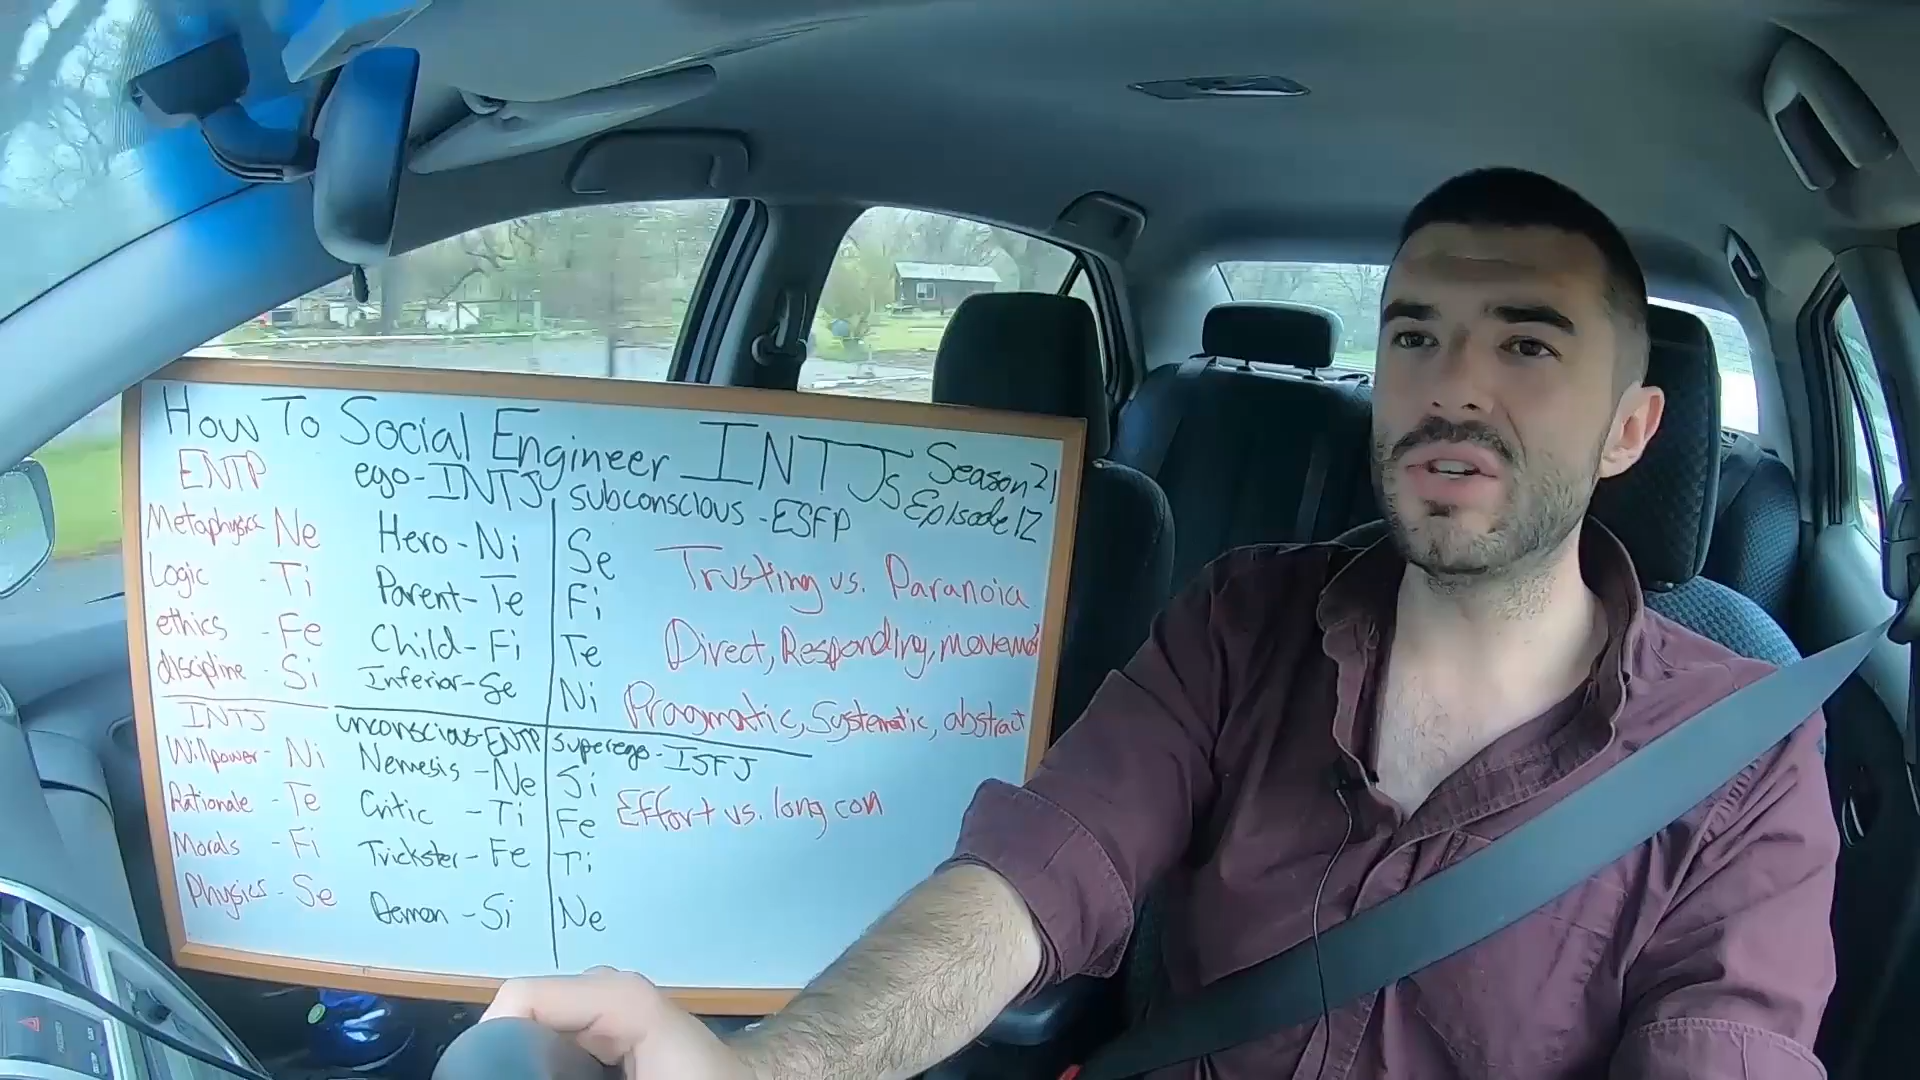 How To Social Engineer INTJs Season 21
Episode 12
ENTP
Metaphysics Ne
Logic - Ti
ethics - Fe
discipline - Si
INTJ
Willpower - Ni
Rationale - Te
Morals - Fi
Physics - Se
ego - INTJ
Hero - Ni
Parent - Te
Child - Fi
Inferior - Se
subconscious - ESFP
Se
Fi
Te
Ni
unconscious - ENTP
Nemesis - Ne
Critic - Ti
Trickster - Fe
Demon - Si
superego - ISFJ
Si
Fe
Ti
Ne
Trusting vs. Paranoia
Direct, Responding, movement
Pragmatic, Systematic, abstract
Effort vs. long con